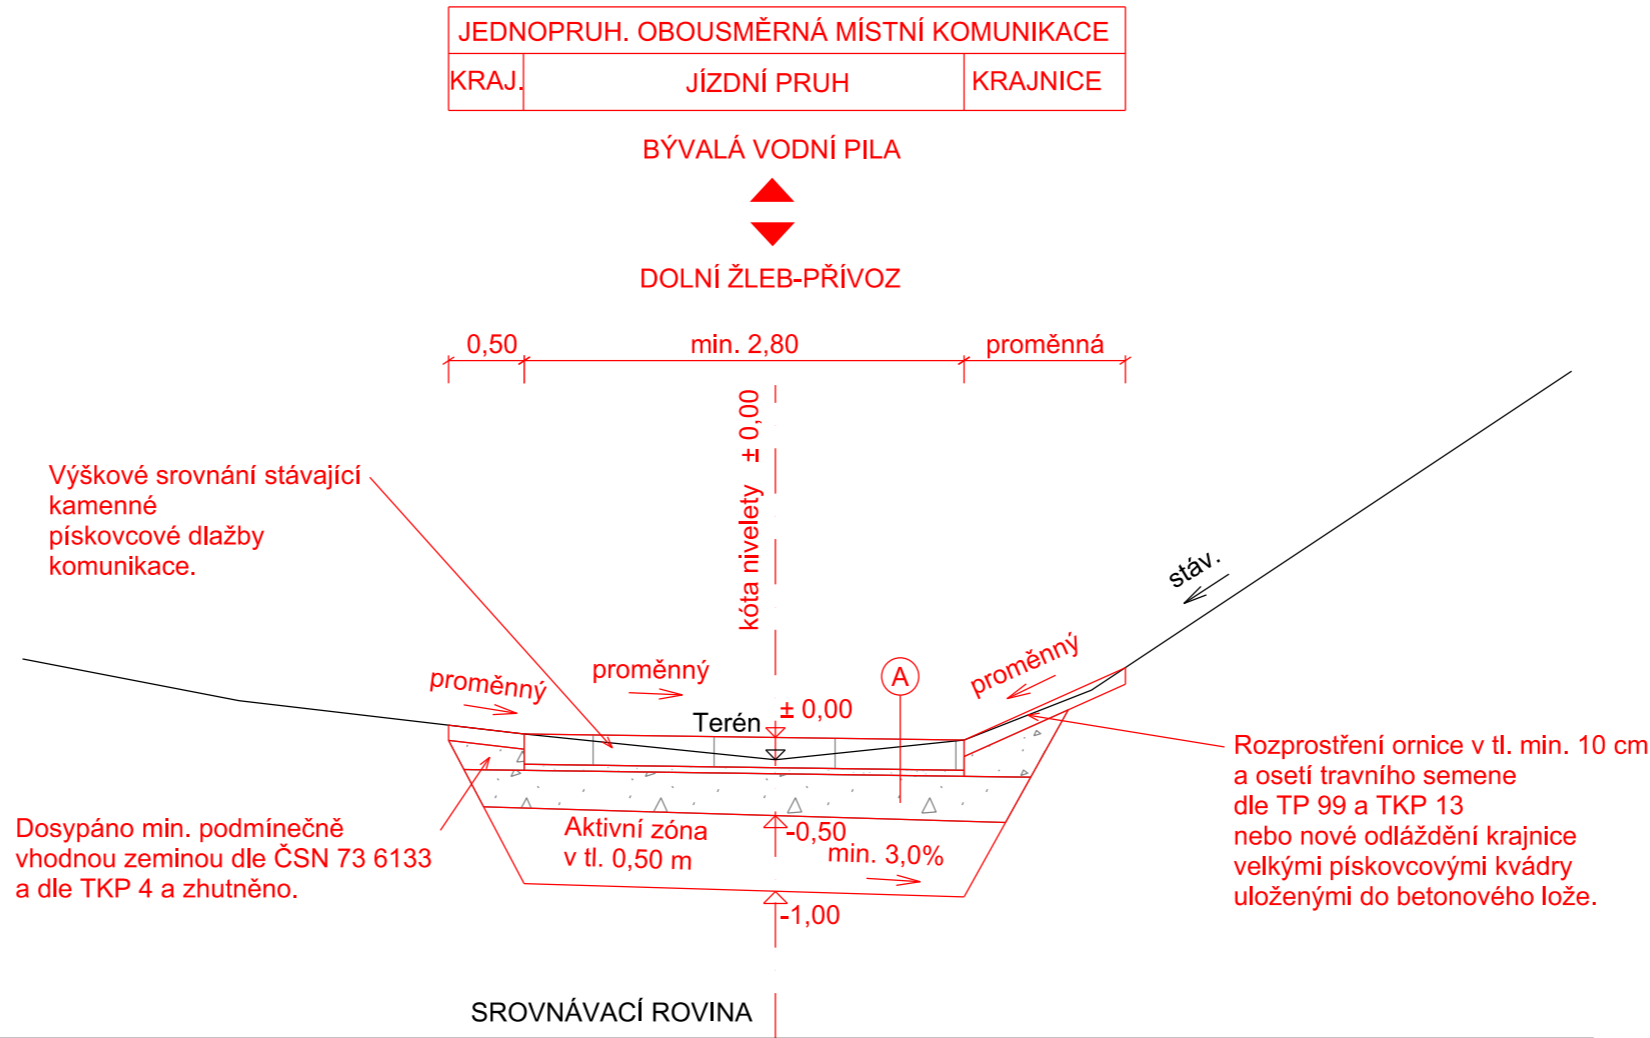 JEDNOPRUH. OBOUSMĚRNÁ MÍSTNÍ KOMUNIKACE
KRAJ.
JÍZDNÍ PRUH
KRAJNICE
BÝVALÁ VODNÍ PILA
DOLNÍ ŽLEB-PŘÍVOZ
0,50
min. 2,80
proměnná
kóta nivelety ± 0,00
Výškové srovnání stávající
kamenné
pískovcové dlažby
komunikace.
stáv.
proměnný
proměnný
proměnný
A
Terén
± 0,00
Rozprostření ornice v tl. min. 10 cm
a osetí travního semene
dle TP 99 a TKP 13
nebo nové odláždění krajnice
velkými pískovcovými kvádry
uloženými do betonového lože.
Dosypáno min. podmínečně
vhodnou zeminou dle ČSN 73 6133
a dle TKP 4 a zhutněno.
Aktivní zóna
v tl. 0,50 m
-0,50
min. 3,0%
-1,00
SROVNÁVACÍ ROVINA